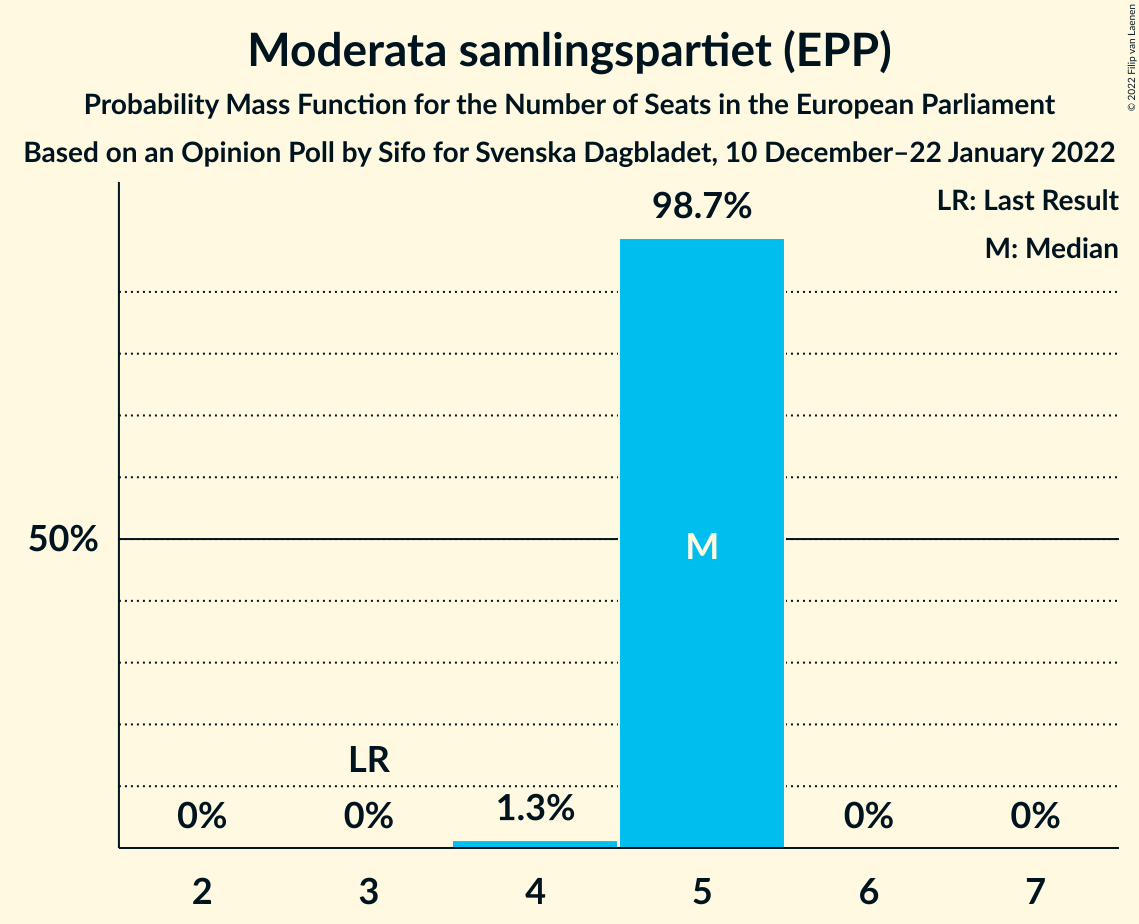 Moderata samlingspartiet (EPP)
Probability Mass Function for the Number of Seats in the European Parliament
Based on an Opinion Poll by Sifo for Svenska Dagbladet, 10 December–22 January 2022
© 2022 Filip van Laenen
LR: Last Result
M: Median
98.7%
50%
M
LR
0%
0%
1.3%
0%
0%
2
3
4
5
6
7